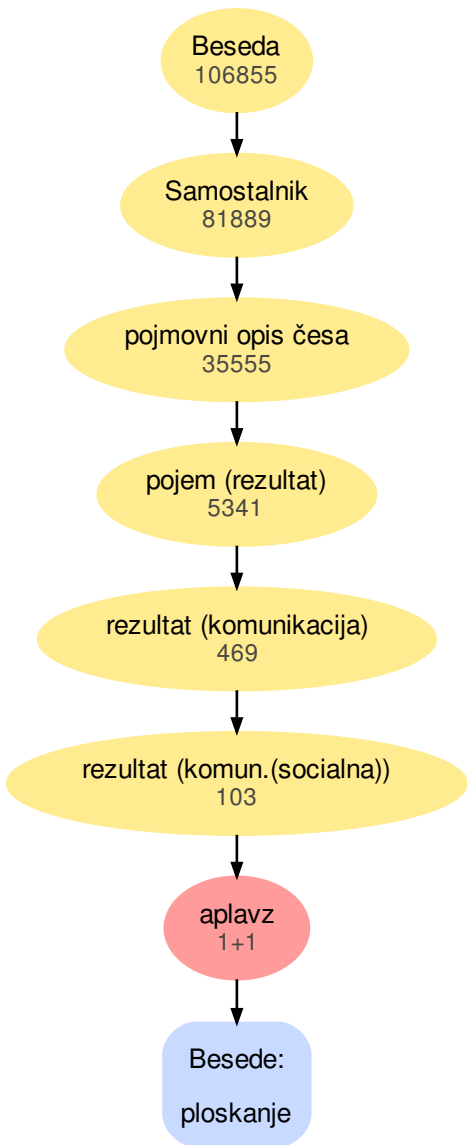 Beseda
106855
Samostalnik
81889
pojmovni opis česa
35555
pojem (rezultat)
5341
rezultat (komunikacija)
469
rezultat (komun.(socialna))
103
aplavz
1+1
Besede:
ploskanje